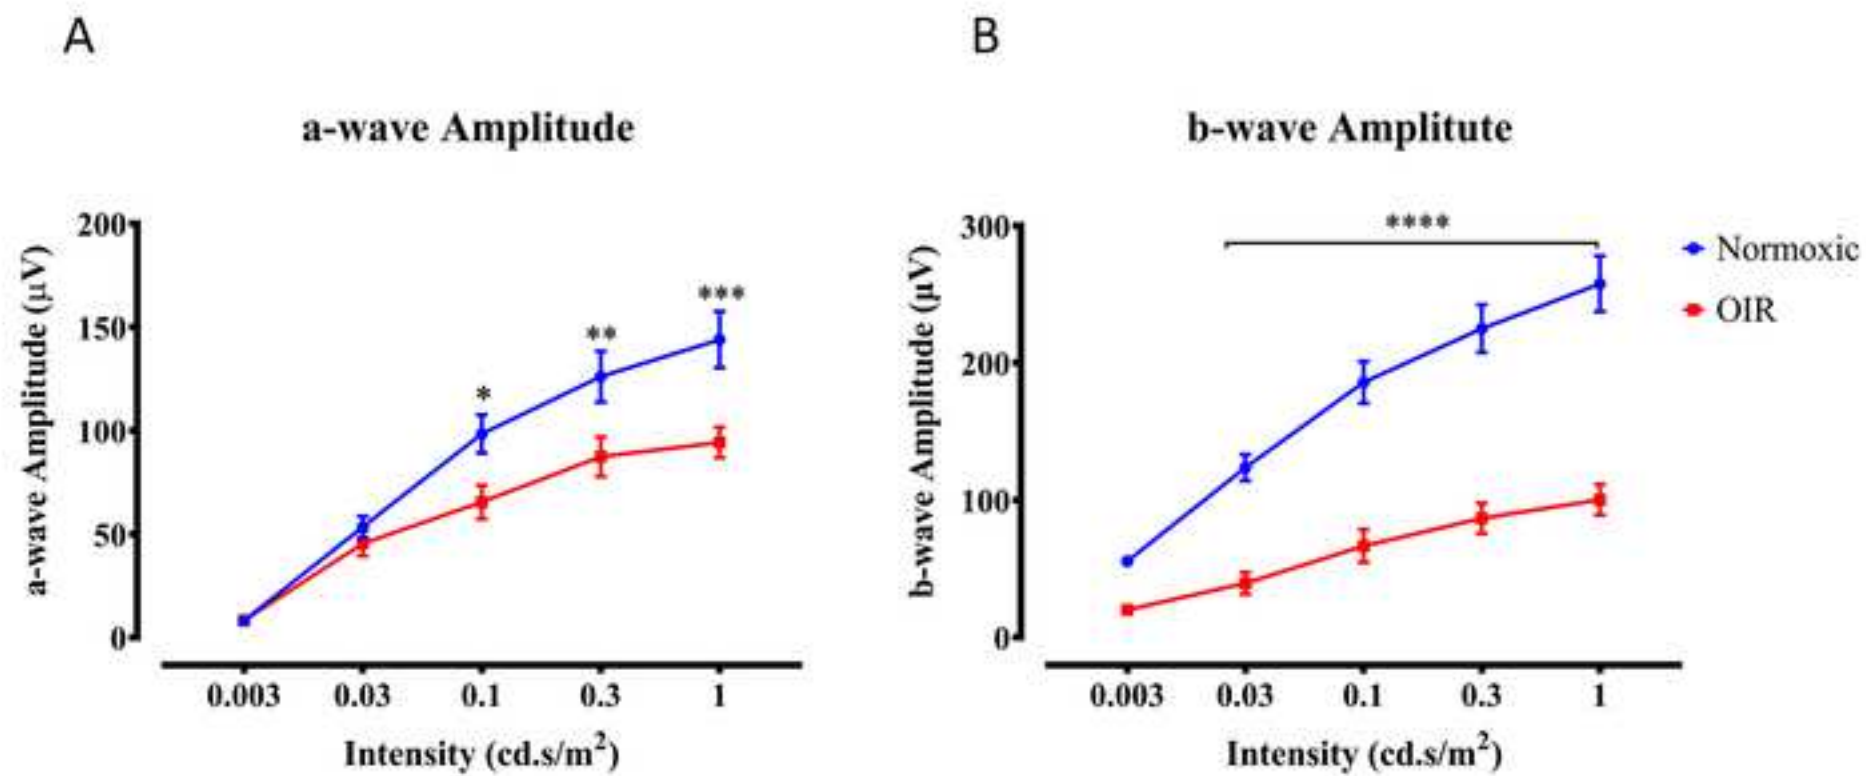 A
a-wave Amplitude
a-wave Amplitude (µV)
200
150
100
50
0
*
**
***
0.003 0.03 0.1 0.3 1
Intensity (cd.s/m²)
B
b-wave Amplitute
b-wave Amplitude (µV)
300
200
100
0
****
0.003 0.03 0.1 0.3 1
Intensity (cd.s/m²)
Normoxic
OIR